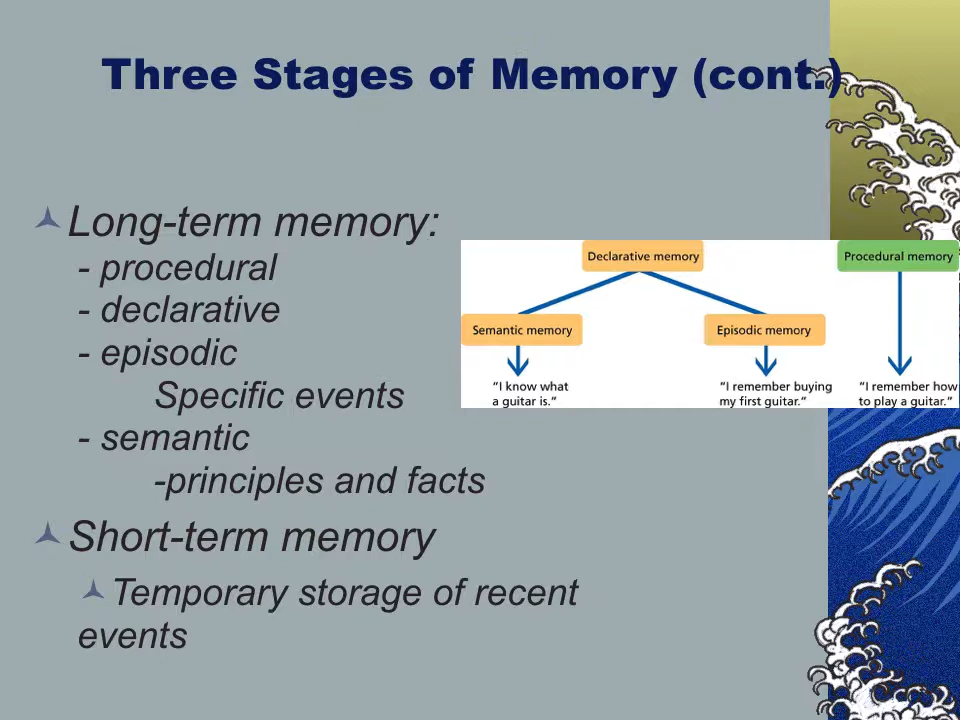 Three Stages of Memory (cont.)
Long-term memory:
- procedural
- declarative
- episodic
Specific events
- semantic
-principles and facts
Short-term memory
Temporary storage of recent
events
Declarative memory
Procedural memory
Semantic memory
Episodic memory
“I know what
a guitar is.”
“I remember buying
my first guitar.”
“I remember how
to play a guitar.”